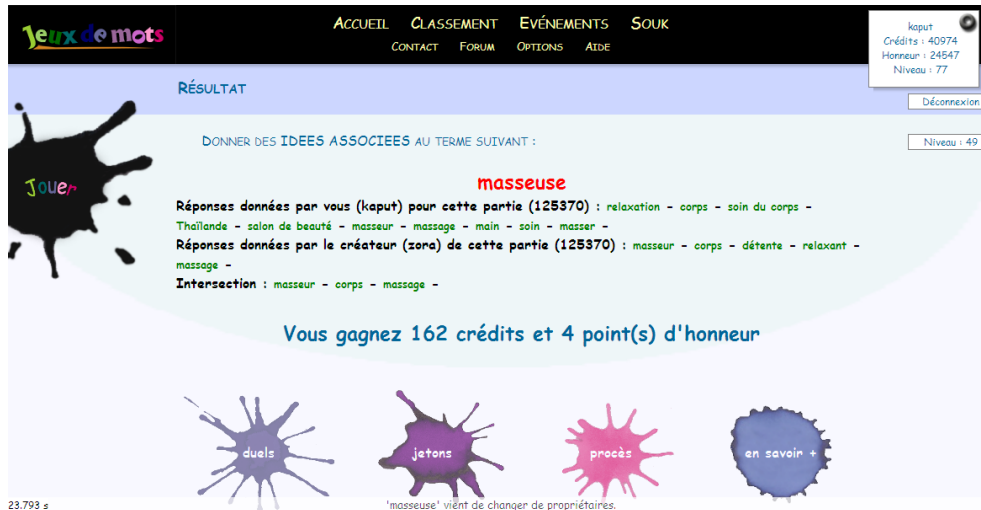 Jeux de mots
ACCUEIL CLASSEMENT EVÉNEMENTS SOUK
CONTACT FORUM OPTIONS AIDE
kaput
Crédits : 40974
Honneur : 24547
Niveau : 77
RÉSULTAT
Déconnexion
DONNER DES IDEES ASSOCIEES AU TERME SUIVANT :
Niveau : 49
Jouer
masseuse
Réponses données par vous (kaput) pour cette partie (125370) : relaxation - corps - soin du corps -
Thaïlande - salon de beauté - masseur - massage - main - soin - masser -
Réponses données par le créateur (zora) de cette partie (125370) : masseur - corps - détente - relaxant -
massage -
Intersection : masseur - corps - massage -
Vous gagnez 162 crédits et 4 point(s) d'honneur
duels jetons procès en savoir +
23.793 s 'masseuse' vient de changer de propriétaires.